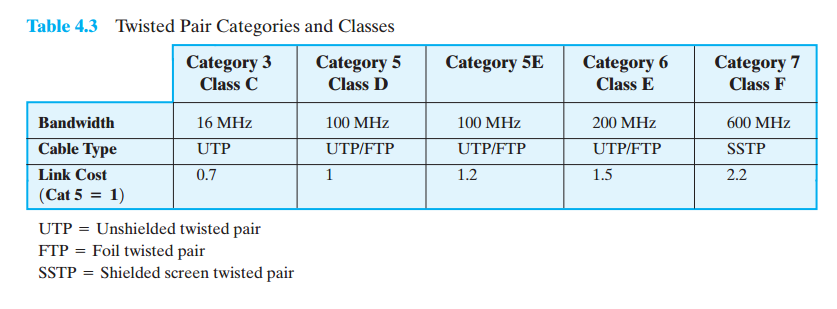 Table 4.3 Twisted Pair Categories and Classes
Category 3 Category 5 Category 5E Category 6 Category 7
Class C Class D Class E Class F
Bandwidth 16 MHz 100 MHz 100 MHz 200 MHz 600 MHz
Cable Type UTP UTP/FTP UTP/FTP UTP/FTP SSTP
Link Cost 0.7 1 1.2 1.5 2.2
(Cat 5 = 1)
UTP = Unshielded twisted pair
FTP = Foil twisted pair
SSTP = Shielded screen twisted pair